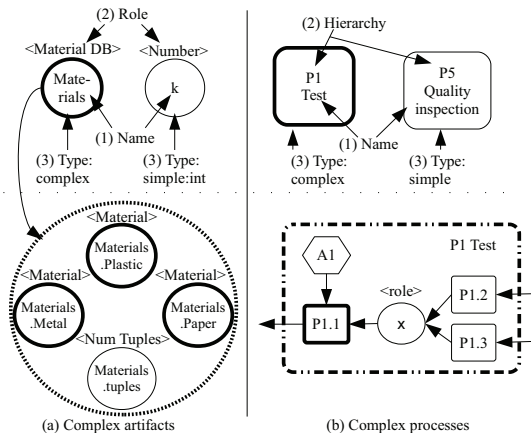 (2) Role
<Material DB>
<Number>
Mate-
rials
k
(1) Name
(3) Type:
complex
(3) Type:
simple:int
<Material>
Materials
.Plastic
<Material>
Materials
.Metal
<Material>
Materials
.Paper
<Num Tuples>
Materials
.tuples
(a) Complex artifacts
(2) Hierarchy
P1
Test
P5
Quality
inspection
(1) Name
(3) Type:
complex
(3) Type:
simple
P1 Test
A1
<role>
P1.1
x
P1.2
P1.3
(b) Complex processes